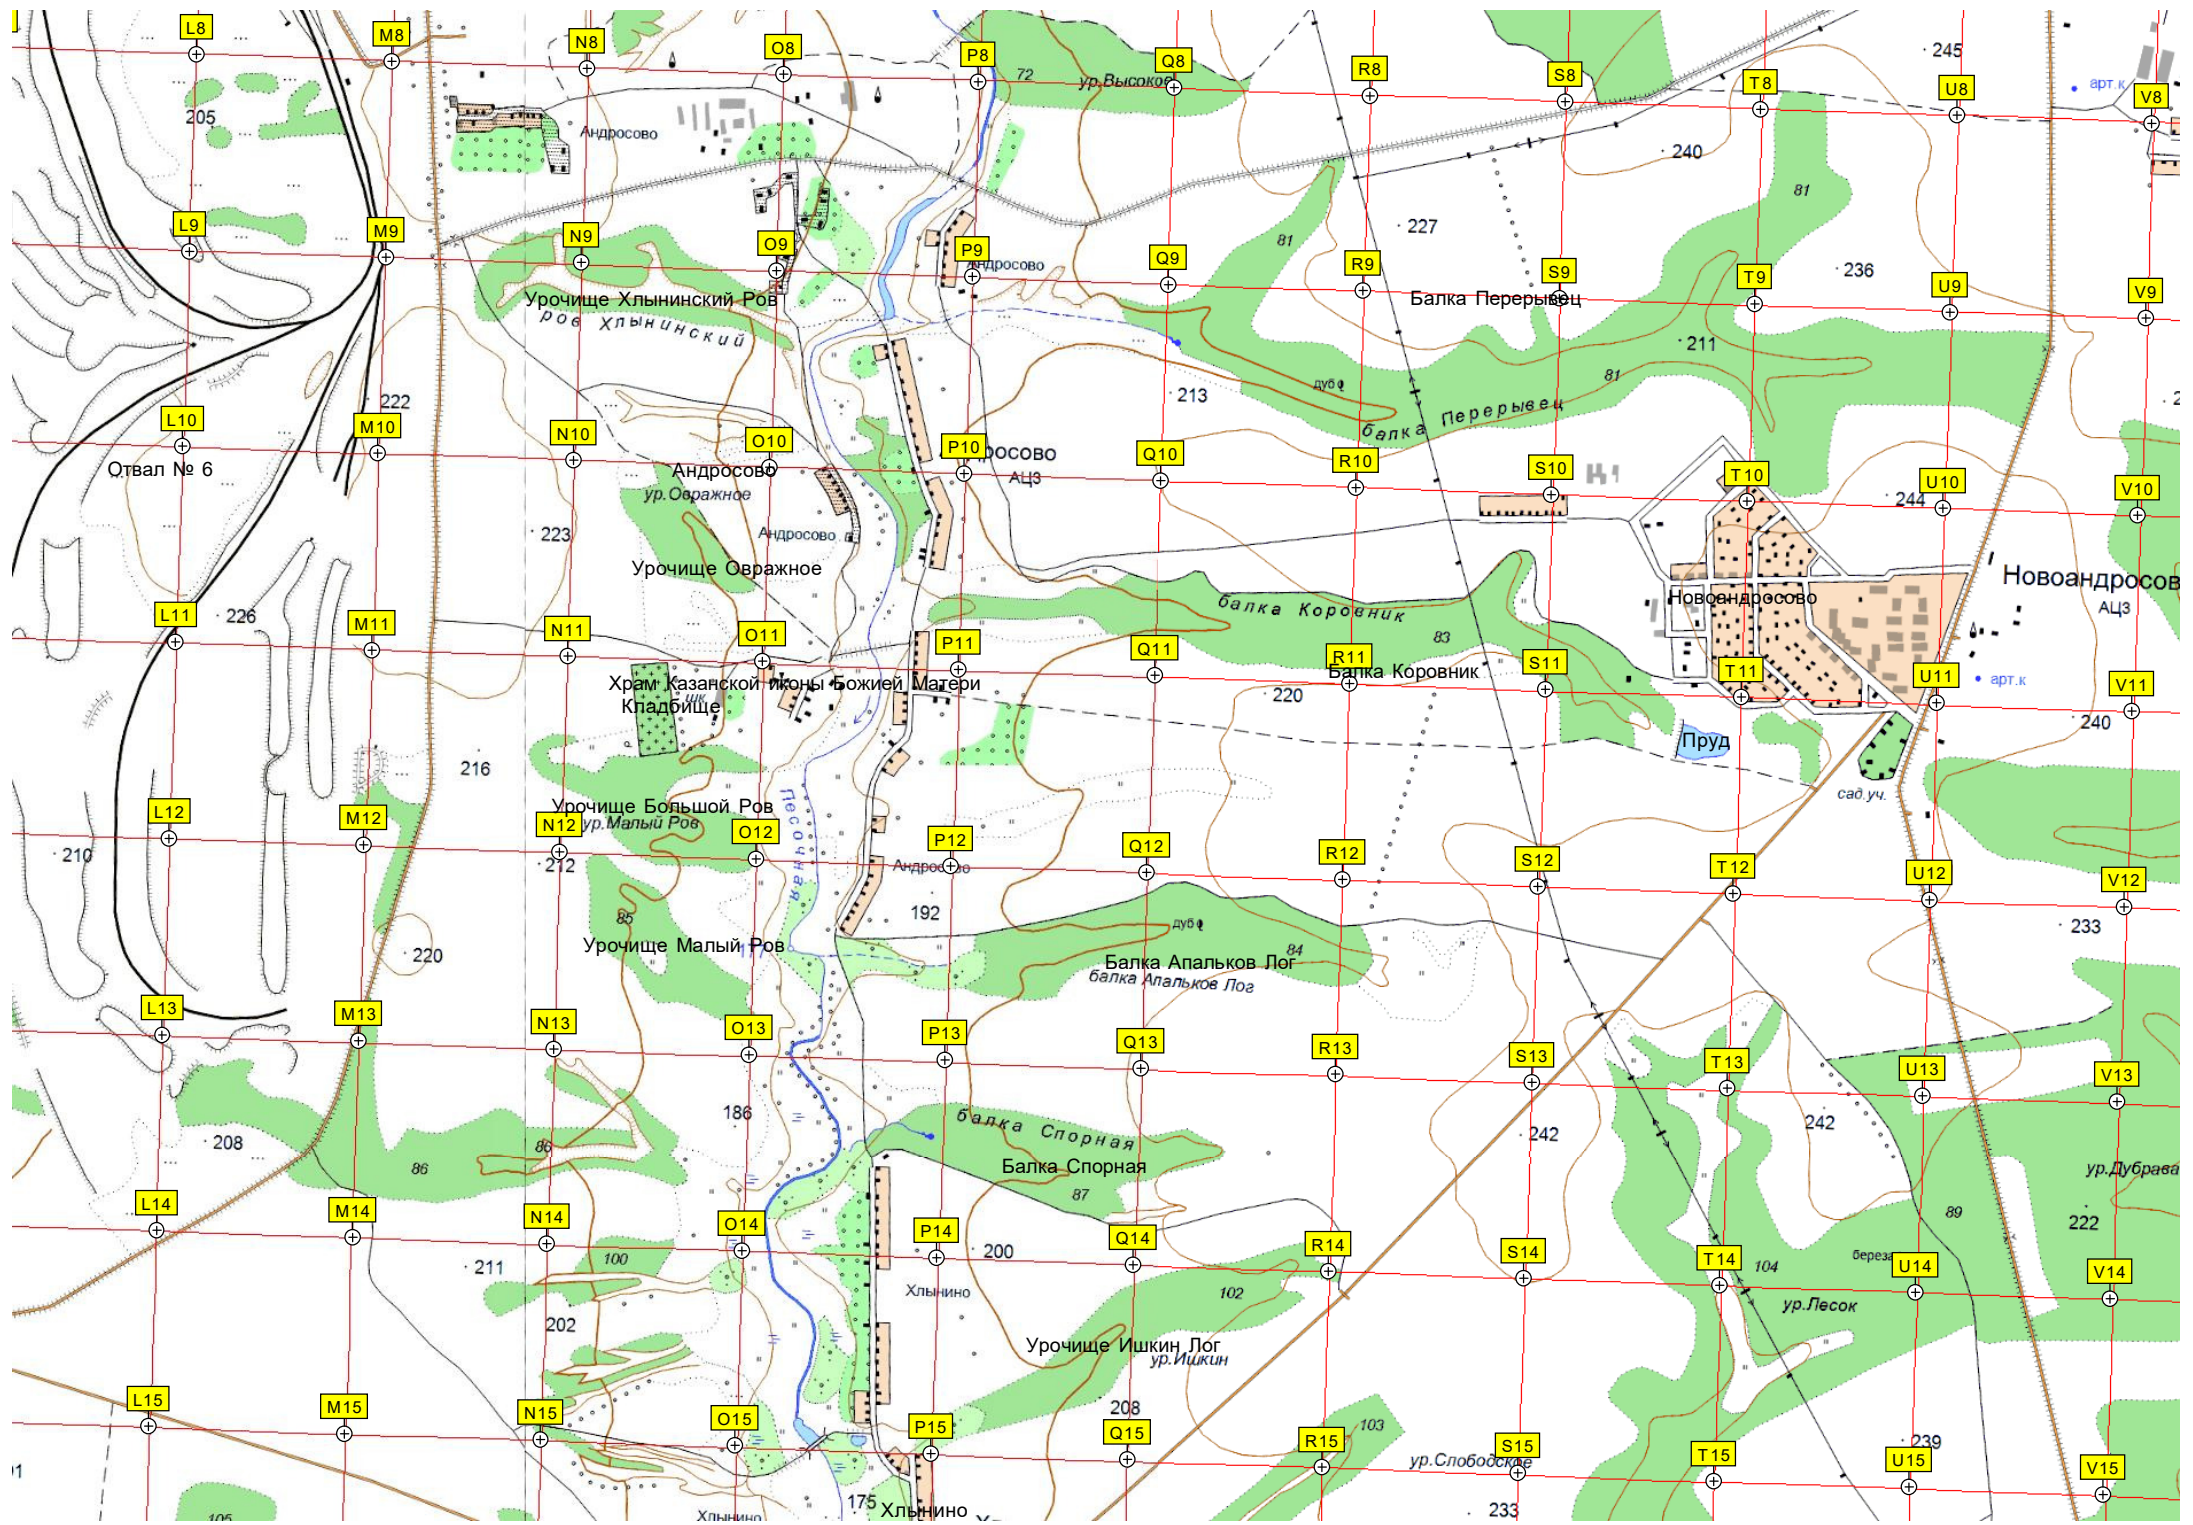 L8
M8
N8
O8
P8
Q8
R8
S8
T8
U8
V8
245
арт.к
72
ур.Высокое
205
Андросово
240
81
L9
M9
N9
O9
P9
Q9
R9
S9
T9
U9
V9
227
81
236
Андросово
Урочище Хлынинский Ров
ров Хлынинский
Балка Перерывец
211
81
дуб
213
балка Перерывец
222
L10
M10
N10
O10
P10
Q10
R10
S10
T10
U10
V10
Отвал № 6
Андросово
ур.Овражное
АЦЗ
244
223
Андросово
Урочище Овражное
Новоандросов
АЦЗ
Новоандросово
балка Коровник
83
226
L11
M11
N11
O11
P11
Q11
R11
S11
T11
U11
V11
Балка Коровник
Храм Казанской иконы Божией Матери
шк
Кладбище
220
арт.к
240
Пруд
216
сад.уч.
Песочная
Урочище Большой Ров
ур.Малый Ров
L12
M12
N12
O12
P12
Q12
R12
S12
T12
U12
V12
210
212
Андросово
192
85
дуб
84
233
Урочище Малый Ров
177
220
Балка Апальков Лог
балка Апальков Лог
L13
M13
N13
O13
P13
Q13
R13
S13
T13
U13
V13
186
балка Спорная
242
242
208
86
86
Балка Спорная
87
ур.Дубрава
L14
M14
N14
O14
P14
Q14
R14
S14
T14
U14
V14
89
222
200
100
211
104
береза
102
Хлынино
ур.Лесок
202
Урочище Ишкин Лог
ур.Ишкин
L15
M15
N15
O15
P15
Q15
R15
S15
T15
U15
V15
208
103
239
ур.Слободское
175
Хлынино
233
Хлынино
105